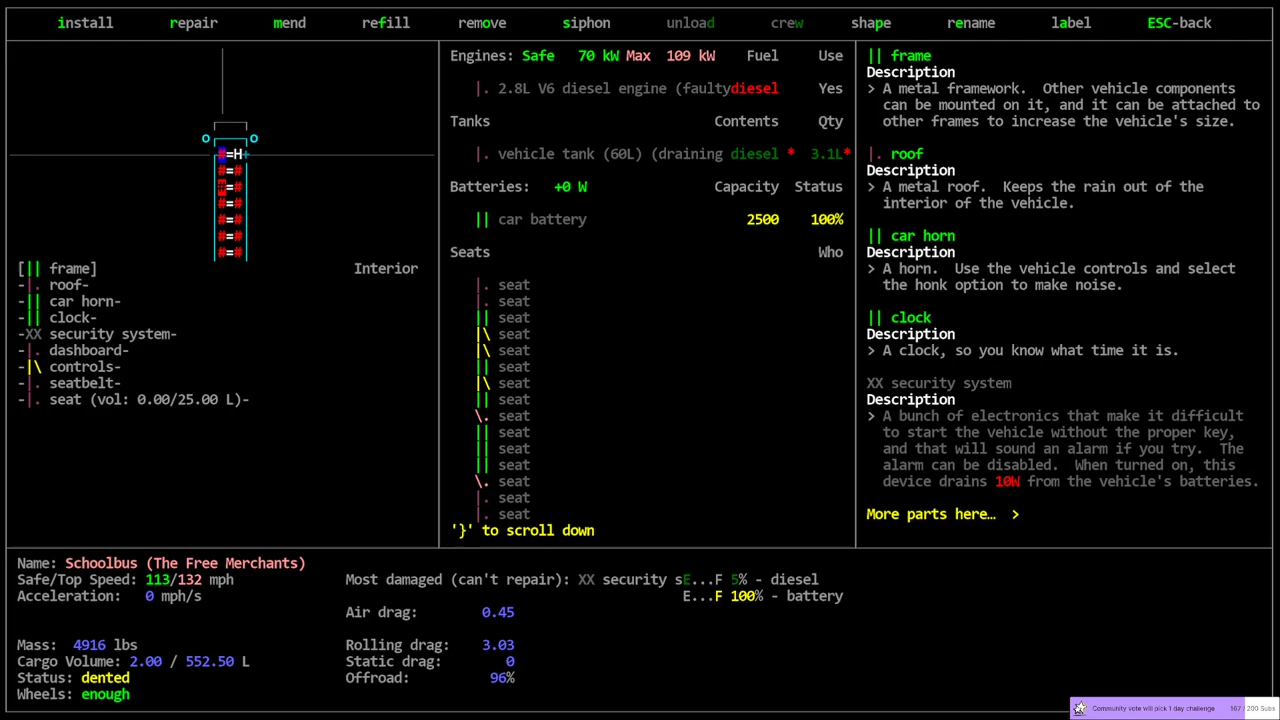 install repair mend refill remove siphon unload crew shape rename label ESC-back
Engines: Safe 70 kW Max 109 kW Fuel Use
|. 2.8L V6 diesel engine (faultydiesel Yes
Tanks Contents Qty
|. vehicle tank (60L) (draining diesel * 3.1L*
Batteries: +0 W Capacity Status
|| car battery 2500 100%
Seats Who
|. seat
|. seat
|| seat
|\ seat
|\ seat
|| seat
|\ seat
|| seat
\. seat
|| seat
|| seat
|| seat
\. seat
|. seat
|. seat
'}' to scroll down
o o
#=H+
#=#
#=#
#=#
#=#
#=#
#=#
[|| frame] Interior
-|. roof-
-|| car horn-
-|| clock-
-XX security system-
-|. dashboard-
-|\ controls-
-|. seatbelt-
-|. seat (vol: 0.00/25.00 L)-
|| frame
Description
> A metal framework. Other vehicle components
can be mounted on it, and it can be attached to
other frames to increase the vehicle's size.
|. roof
Description
> A metal roof. Keeps the rain out of the
interior of the vehicle.
|| car horn
Description
> A horn. Use the vehicle controls and select
the honk option to make noise.
|| clock
Description
> A clock, so you know what time it is.
XX security system
Description
> A bunch of electronics that make it difficult
to start the vehicle without the proper key,
and that will sound an alarm if you try. The
alarm can be disabled. When turned on, this
device drains 10W from the vehicle's batteries.
More parts here… >
Name: Schoolbus (The Free Merchants)
Safe/Top Speed: 113/132 mph
Acceleration: 0 mph/s
Mass: 4916 lbs
Cargo Volume: 2.00 / 552.50 L
Status: dented
Wheels: enough
Most damaged (can't repair): XX security sE...F 5% - diesel
E...F 100% - battery
Air drag: 0.45
Rolling drag: 3.03
Static drag: 0
Offroad: 96%
Community vote will pick 1 day challenge 167 / 200 Subs